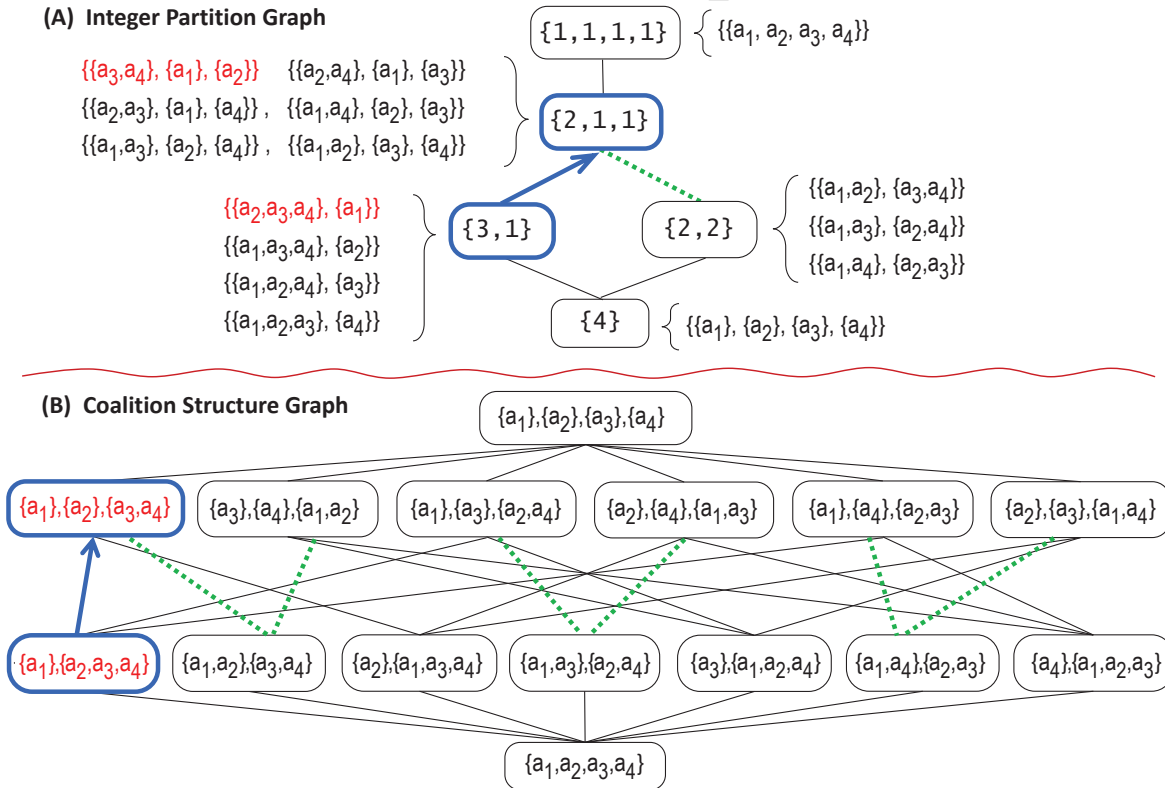 (A) Integer Partition Graph
{1,1,1,1}
{{a1, a2, a3, a4}}
{{a3,a4}, {a1}, {a2}} {{a2,a4}, {a1}, {a3}}
{{a2,a3}, {a1}, {a4}} , {{a1,a4}, {a2}, {a3}}
{{a1,a3}, {a2}, {a4}} , {{a1,a2}, {a3}, {a4}}
{2,1,1}
{{a2,a3,a4}, {a1}}
{{a1,a3,a4}, {a2}}
{{a1,a2,a4}, {a3}}
{{a1,a2,a3}, {a4}}
{3,1}
{2,2}
{{a1,a2}, {a3,a4}}
{{a1,a3}, {a2,a4}}
{{a1,a4}, {a2,a3}}
{4}
{{a1}, {a2}, {a3}, {a4}}
(B) Coalition Structure Graph
{a1},{a2},{a3},{a4}
{a1},{a2},{a3,a4}
{a3},{a4},{a1,a2}
{a1},{a3},{a2,a4}
{a2},{a4},{a1,a3}
{a1},{a4},{a2,a3}
{a2},{a3},{a1,a4}
{a1},{a2,a3,a4}
{a1,a2},{a3,a4}
{a2},{a1,a3,a4}
{a1,a3},{a2,a4}
{a3},{a1,a2,a4}
{a1,a4},{a2,a3}
{a4},{a1,a2,a3}
{a1,a2,a3,a4}